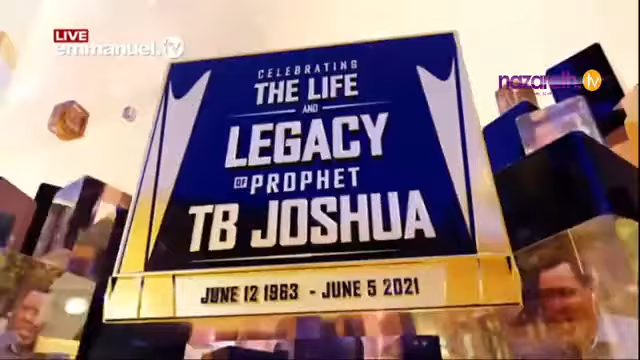 LIVE
emmanuel.tv
nazareth tv
CELEBRATING
THE LIFE
AND
LEGACY
OF PROPHET
TB JOSHUA
JUNE 12 1963 - JUNE 5 2021